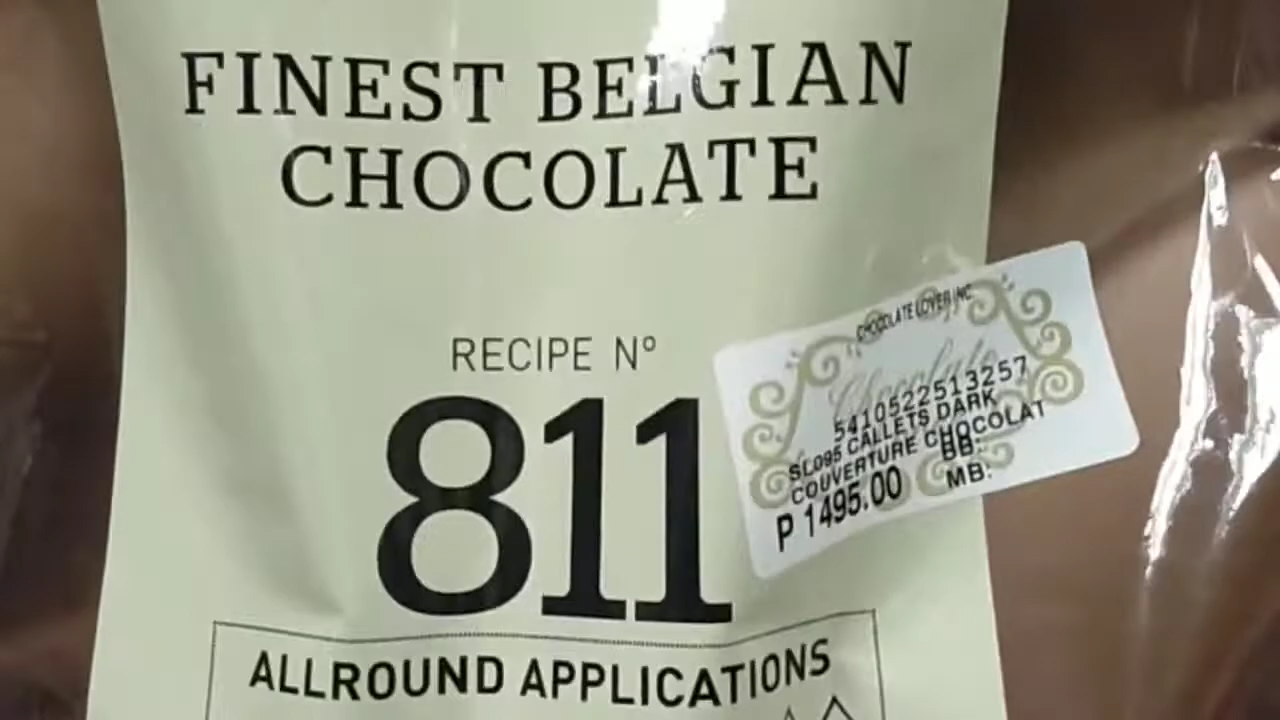 FINEST BELGIAN
CHOCOLATE
RECIPE Nº
811
ALLROUND APPLICATIONS
CHOCOLATE LOVER INC
Chocolate
5410522513257
SL095 CALLETS DARK
COUVERTURE CHOCOLAT
BB:
P 1495.00 MB: